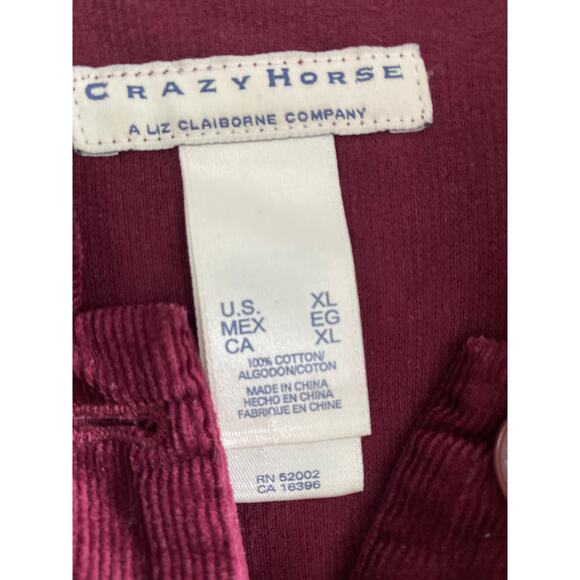 CRAZY HORSE
A LIZ CLAIBORNE COMPANY
U.S. XL
MEX EG
CA XL
100% COTTON/
ALGODON/COTON
MADE IN CHINA
HECHO EN CHINA
FABRIQUE EN CHINE
RN 52002
CA 16396